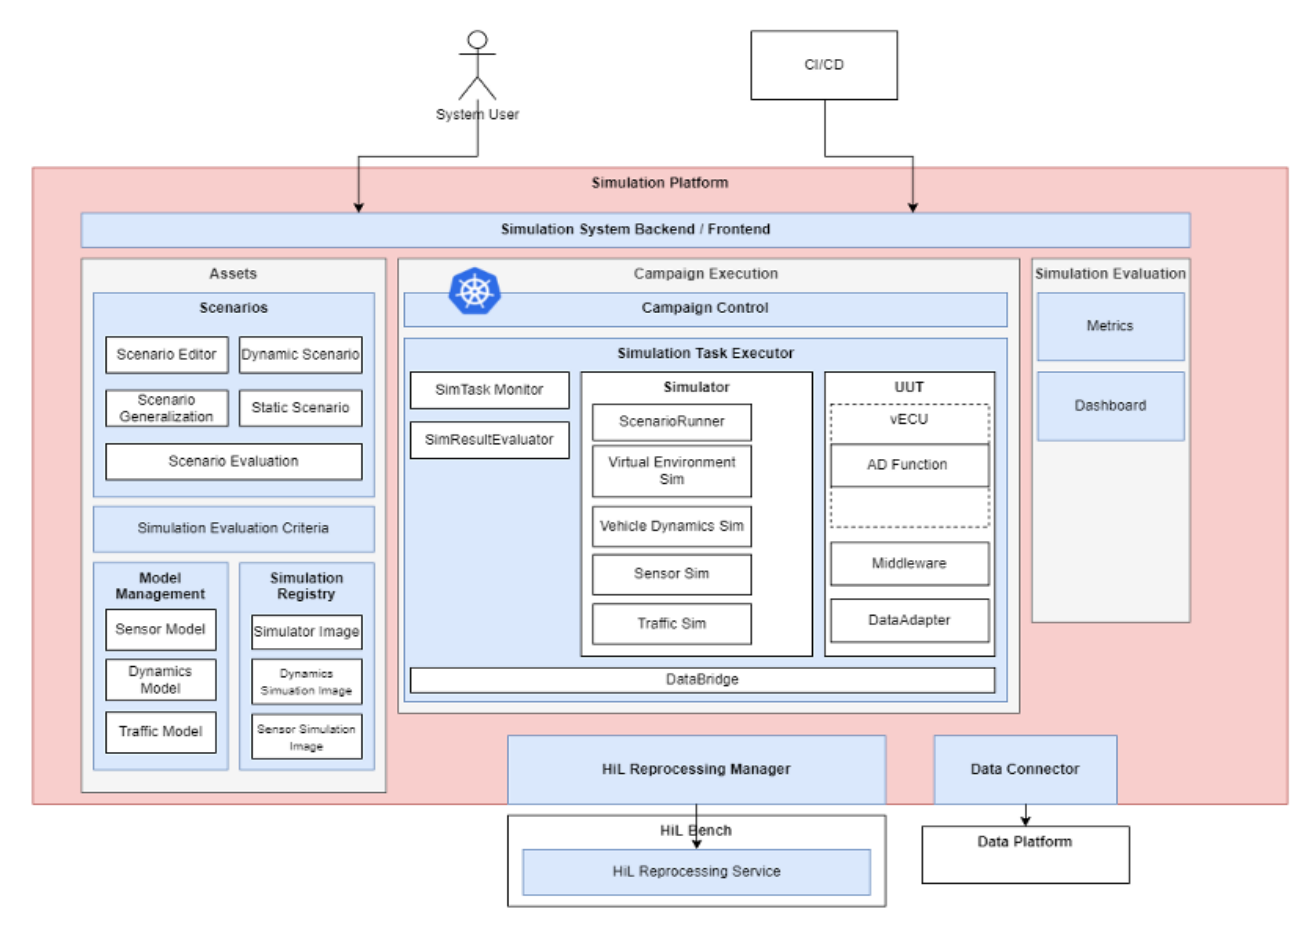 System User
CI/CD
Simulation Platform
Simulation System Backend / Frontend
Assets
Scenarios
Scenario Editor
Dynamic Scenario
Scenario
Generalization
Static Scenario
Scenario Evaluation
Simulation Evaluation Criteria
Model
Management
Sensor Model
Dynamics
Model
Traffic Model
Simulation
Registry
Simulator Image
Dynamics
Simuation Image
Sensor Simulation
Image
Campaign Execution
Campaign Control
Simulation Task Executor
SimTask Monitor
SimResultEvaluator
Simulator
ScenarioRunner
Virtual Environment
Sim
Vehicle Dynamics Sim
Sensor Sim
Traffic Sim
UUT
vECU
AD Function
Middleware
DataAdapter
DataBridge
Simulation Evaluation
Metrics
Dashboard
HiL Reprocessing Manager
HiL Bench
HiL Reprocessing Service
Data Connector
Data Platform